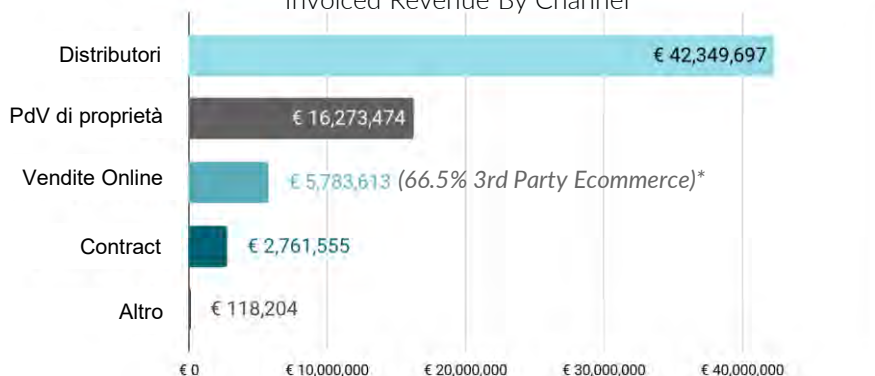 Invoiced Revenue By Channel
Distributori € 42,349,697
PdV di proprietà € 16,273,474
Vendite Online € 5,783,613 (66.5% 3rd Party Ecommerce)*
Contract € 2,761,555
Altro € 118,204
€ 0 € 10,000,000 € 20,000,000 € 30,000,000 € 40,000,000